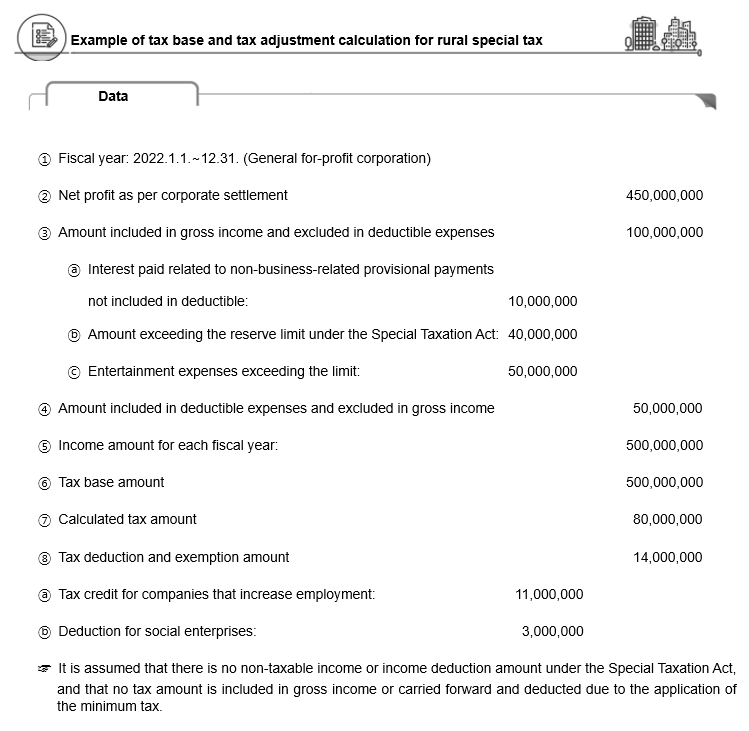 Example of tax base and tax adjustment calculation for rural special tax
Data
① Fiscal year: 2022.1.1.~12.31. (General for-profit corporation)
② Net profit as per corporate settlement 450,000,000
③ Amount included in gross income and excluded in deductible expenses 100,000,000
ⓐ Interest paid related to non-business-related provisional payments
not included in deductible: 10,000,000
ⓑ Amount exceeding the reserve limit under the Special Taxation Act: 40,000,000
ⓒ Entertainment expenses exceeding the limit: 50,000,000
④ Amount included in deductible expenses and excluded in gross income 50,000,000
⑤ Income amount for each fiscal year: 500,000,000
⑥ Tax base amount 500,000,000
⑦ Calculated tax amount 80,000,000
⑧ Tax deduction and exemption amount 14,000,000
ⓐ Tax credit for companies that increase employment: 11,000,000
ⓑ Deduction for social enterprises: 3,000,000
☞ It is assumed that there is no non-taxable income or income deduction amount under the Special Taxation Act,
and that no tax amount is included in gross income or carried forward and deducted due to the application of
the minimum tax.